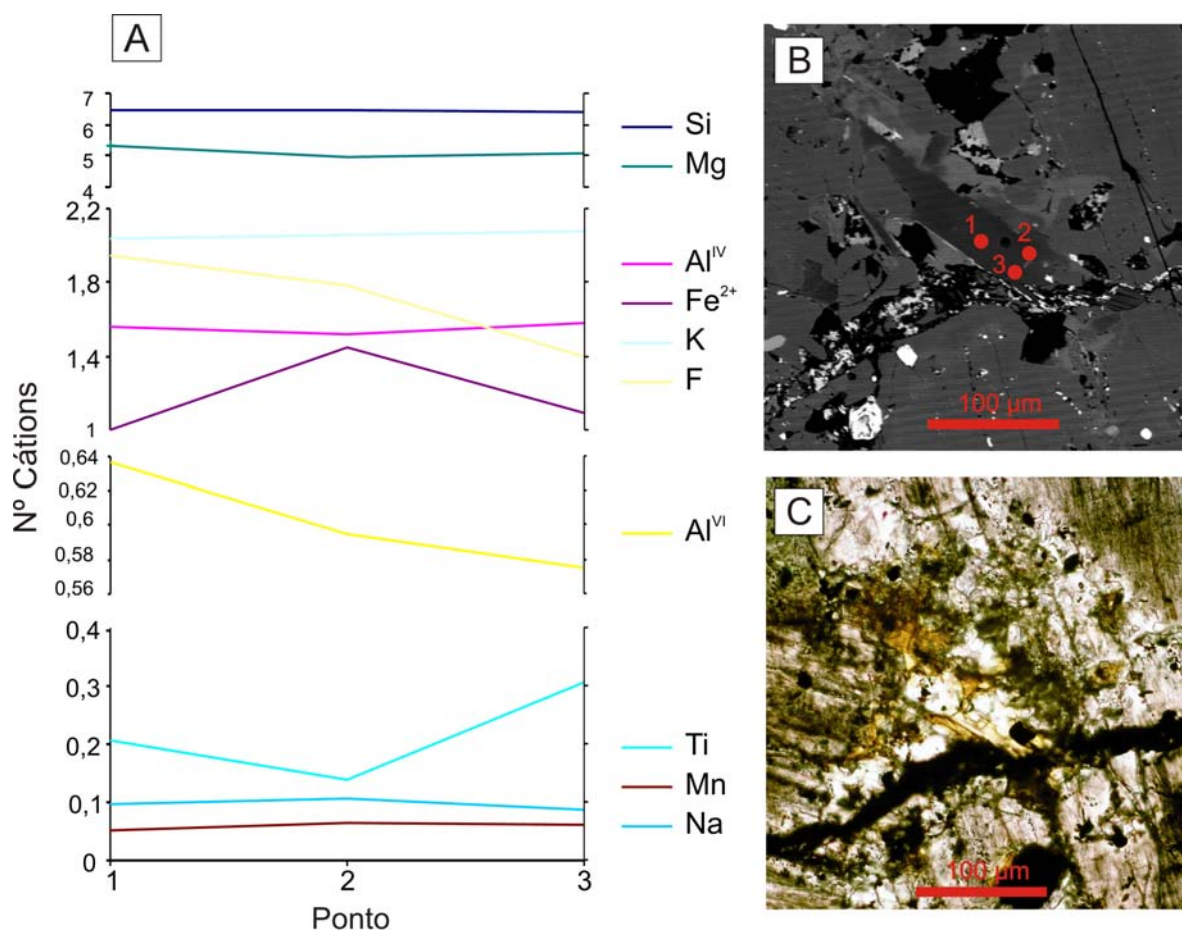 A
Nº Cátions
7
6
5
4
2,2
1,8
1,4
1
0,64
0,62
0,6
0,58
0,56
0,4
0,3
0,2
0,1
0
1
2
3
Ponto
Si
Mg
Al^IV
Fe^2+
K
F
Al^VI
Ti
Mn
Na
B
1
2
3
100 µm
C
100 µm